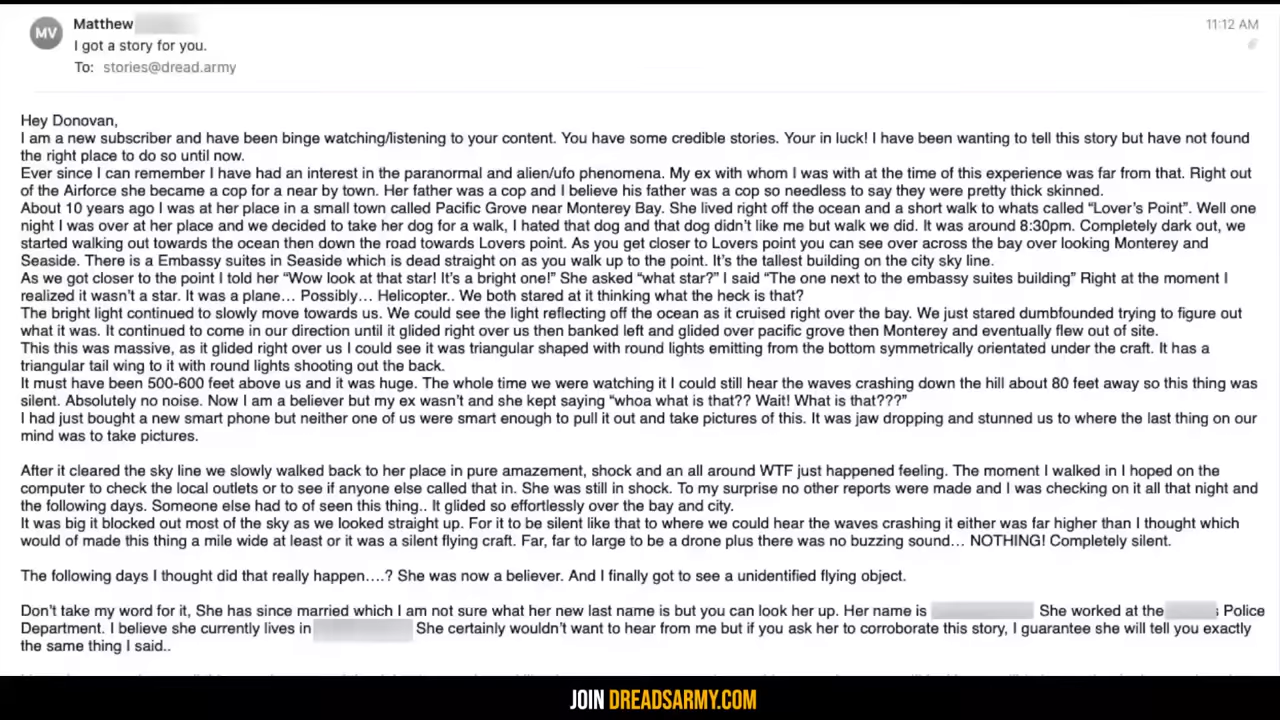 MV
Matthew
11:12 AM
I got a story for you.
To: stories@dread.army
Hey Donovan,
I am a new subscriber and have been binge watching/listening to your content. You have some credible stories. Your in luck! I have been wanting to tell this story but have not found
the right place to do so until now.
Ever since I can remember I have had an interest in the paranormal and alien/ufo phenomena. My ex with whom I was with at the time of this experience was far from that. Right out
of the Airforce she became a cop for a near by town. Her father was a cop and I believe his father was a cop so needless to say they were pretty thick skinned.
About 10 years ago I was at her place in a small town called Pacific Grove near Monterey Bay. She lived right off the ocean and a short walk to whats called “Lover’s Point”. Well one
night I was over at her place and we decided to take her dog for a walk, I hated that dog and that dog didn’t like me but walk we did. It was around 8:30pm. Completely dark out, we
started walking out towards the ocean then down the road towards Lovers point. As you get closer to Lovers point you can see over across the bay over looking Monterey and
Seaside. There is a Embassy suites in Seaside which is dead straight on as you walk up to the point. It’s the tallest building on the city sky line.
As we got closer to the point I told her “Wow look at that star! It’s a bright one!” She asked “what star?” I said “The one next to the embassy suites building” Right at the moment I
realized it wasn’t a star. It was a plane… Possibly… Helicopter.. We both stared at it thinking what the heck is that?
The bright light continued to slowly move towards us. We could see the light reflecting off the ocean as it cruised right over the bay. We just stared dumbfounded trying to figure out
what it was. It continued to come in our direction until it glided right over us then banked left and glided over pacific grove then Monterey and eventually flew out of site.
This this was massive, as it glided right over us I could see it was triangular shaped with round lights emitting from the bottom symmetrically orientated under the craft. It has a
triangular tail wing to it with round lights shooting out the back.
It must have been 500-600 feet above us and it was huge. The whole time we were watching it I could still hear the waves crashing down the hill about 80 feet away so this thing was
silent. Absolutely no noise. Now I am a believer but my ex wasn’t and she kept saying “whoa what is that?? Wait! What is that???”
I had just bought a new smart phone but neither one of us were smart enough to pull it out and take pictures of this. It was jaw dropping and stunned us to where the last thing on our
mind was to take pictures.
After it cleared the sky line we slowly walked back to her place in pure amazement, shock and an all around WTF just happened feeling. The moment I walked in I hoped on the
computer to check the local outlets or to see if anyone else called that in. She was still in shock. To my surprise no other reports were made and I was checking on it all that night and
the following days. Someone else had to of seen this thing.. It glided so effortlessly over the bay and city.
It was big it blocked out most of the sky as we looked straight up. For it to be silent like that to where we could hear the waves crashing it either was far higher than I thought which
would of made this thing a mile wide at least or it was a silent flying craft. Far, far to large to be a drone plus there was no buzzing sound… NOTHING! Completely silent.
The following days I thought did that really happen….? She was now a believer. And I finally got to see a unidentified flying object.
Don’t take my word for it, She has since married which I am not sure what her new last name is but you can look her up. Her name is She worked at the Police
Department. I believe she currently lives in She certainly wouldn’t want to hear from me but if you ask her to corroborate this story, I guarantee she will tell you exactly
the same thing I said..
JOIN DREADSARMY.COM